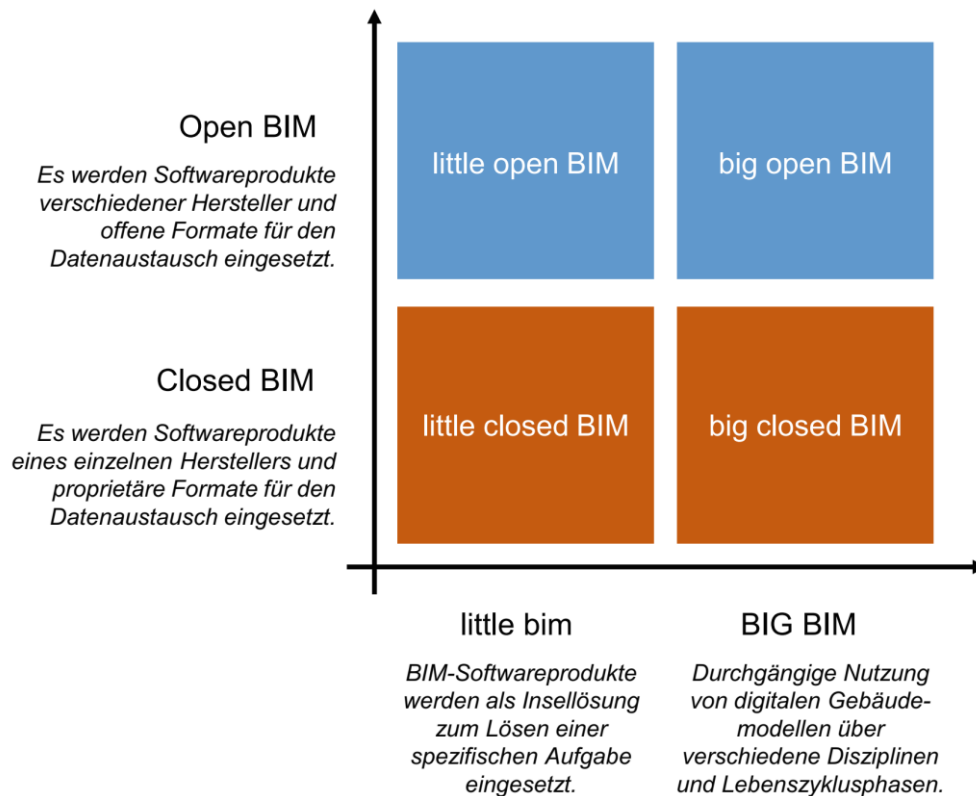 Open BIM
Es werden Softwareprodukte
verschiedener Hersteller und
offene Formate für den
Datenaustausch eingesetzt.
little open BIM
big open BIM
Closed BIM
Es werden Softwareprodukte
eines einzelnen Herstellers und
proprietäre Formate für den
Datenaustausch eingesetzt.
little closed BIM
big closed BIM
little bim
BIM-Softwareprodukte
werden als Insellösung
zum Lösen einer
spezifischen Aufgabe
eingesetzt.
BIG BIM
Durchgängige Nutzung
von digitalen Gebäude-
modellen über
verschiedene Disziplinen
und Lebenszyklusphasen.